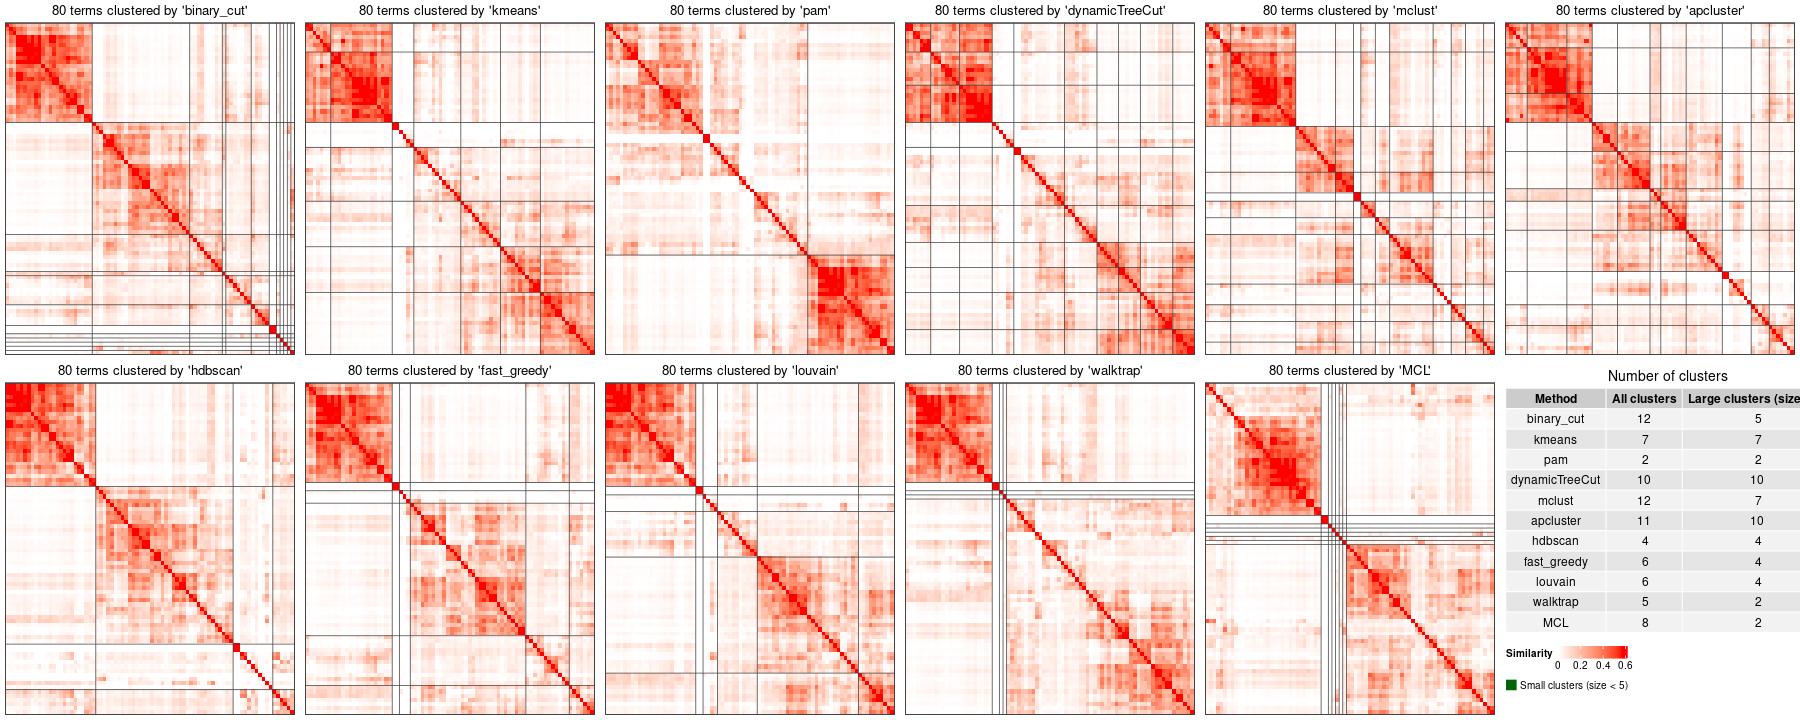 80 terms clustered by 'binary_cut'
80 terms clustered by 'kmeans'
80 terms clustered by 'pam'
80 terms clustered by 'dynamicTreeCut'
80 terms clustered by 'mclust'
80 terms clustered by 'apcluster'
80 terms clustered by 'hdbscan'
80 terms clustered by 'fast_greedy'
80 terms clustered by 'louvain'
80 terms clustered by 'walktrap'
80 terms clustered by 'MCL'
Number of clusters
Method All clusters Large clusters (size
binary_cut 12 5
kmeans 7 7
pam 2 2
dynamicTreeCut 10 10
mclust 12 7
apcluster 11 10
hdbscan 4 4
fast_greedy 6 4
louvain 6 4
walktrap 5 2
MCL 8 2
Similarity
0 0.2 0.4 0.6
Small clusters (size < 5)